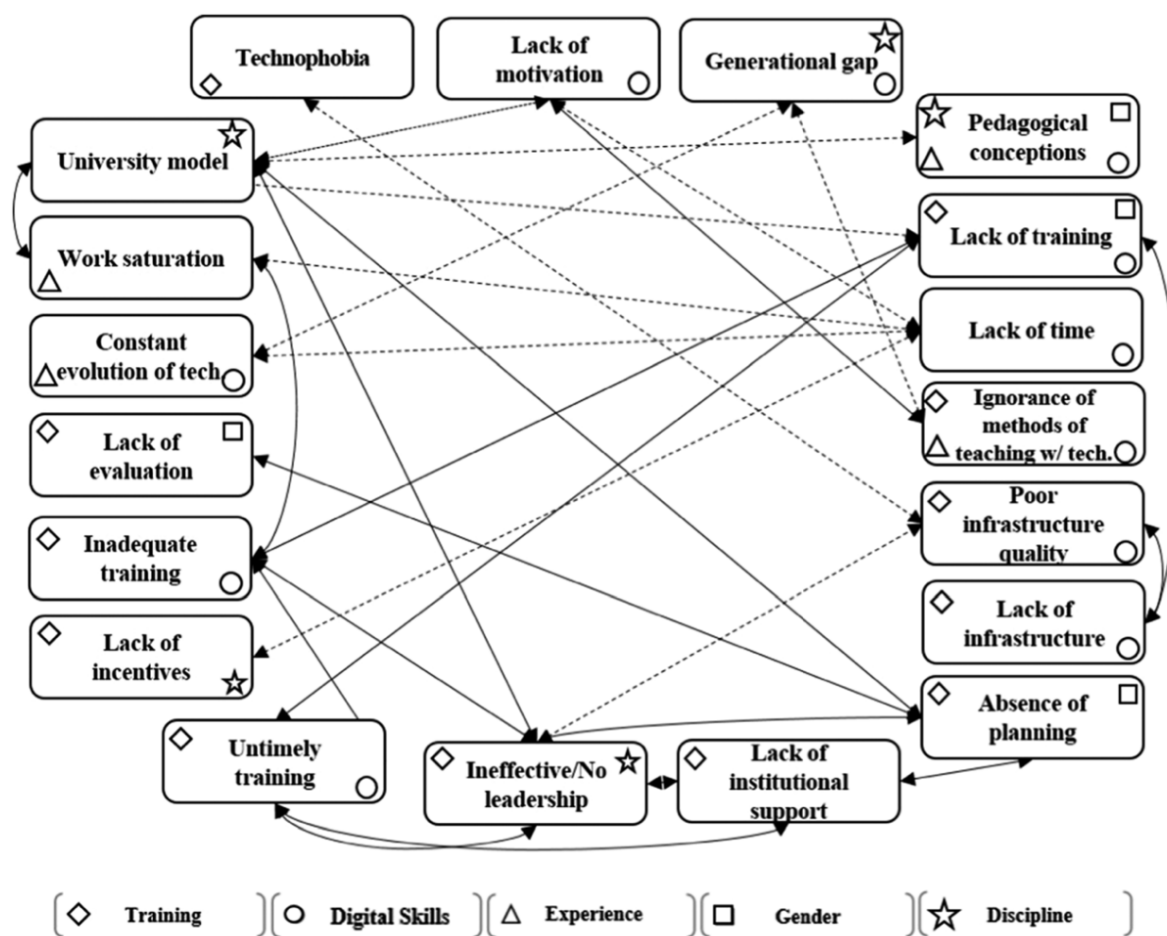 Technophobia
Lack of
motivation
Generational gap
University model
Pedagogical
conceptions
Work saturation
Lack of training
Constant
evolution of tech.
Lack of time
Lack of
evaluation
Ignorance of
methods of
teaching w/ tech.
Inadequate
training
Poor
infrastructure
quality
Lack of
incentives
Lack of
infrastructure
Absence of
planning
Untimely
training
Ineffective/No
leadership
Lack of
institutional
support
Training
Digital Skills
Experience
Gender
Discipline